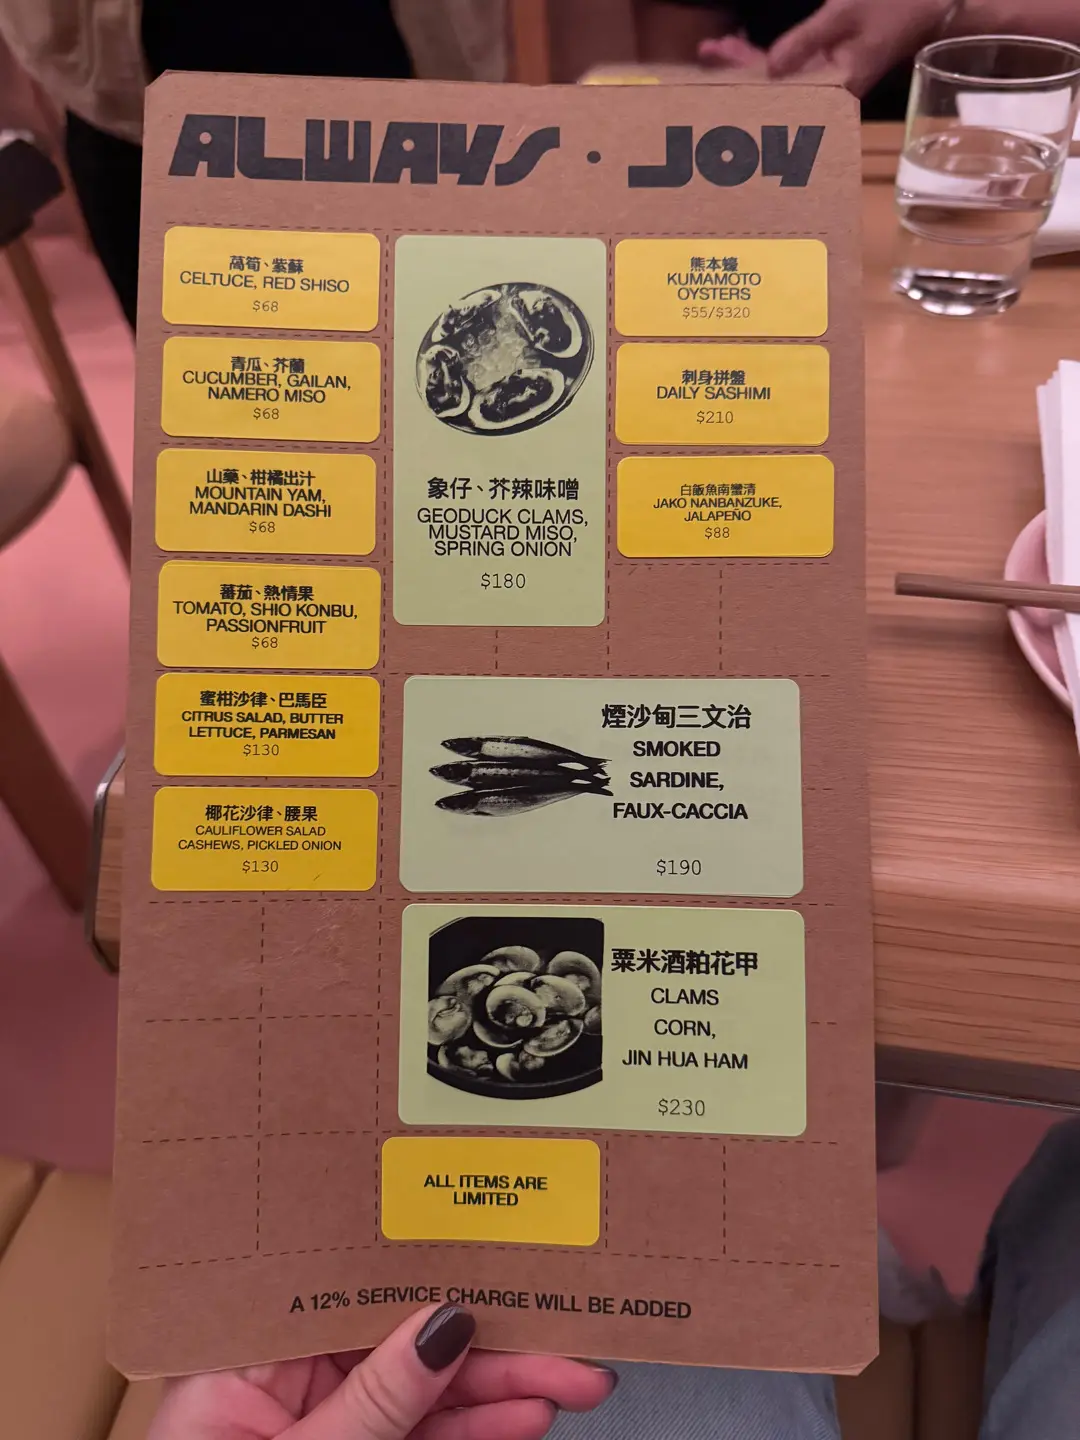 ALWAYS · JOY
萵筍、紫蘇
CELTUCE, RED SHISO
$68
青瓜、芥蘭
CUCUMBER, GAILAN,
NAMERO MISO
$68
山藥、柑橘出汁
MOUNTAIN YAM,
MANDARIN DASHI
$68
蕃茄、熱情果
TOMATO, SHIO KONBU,
PASSIONFRUIT
$68
蜜柑沙律、巴馬臣
CITRUS SALAD, BUTTER
LETTUCE, PARMESAN
$130
椰花沙律、腰果
CAULIFLOWER SALAD
CASHEWS, PICKLED ONION
$130
象仔、芥辣味噌
GEODUCK CLAMS,
MUSTARD MISO,
SPRING ONION
$180
熊本蠔
KUMAMOTO
OYSTERS
$55/$320
刺身拼盤
DAILY SASHIMI
$210
白飯魚南蠻清
JAKO NANBANZUKE,
JALAPEÑO
$88
煙沙甸三文治
SMOKED
SARDINE,
FAUX-CACCIA
$190
粟米酒粕花甲
CLAMS
CORN,
JIN HUA HAM
$230
ALL ITEMS ARE
LIMITED
A 12% SERVICE CHARGE WILL BE ADDED